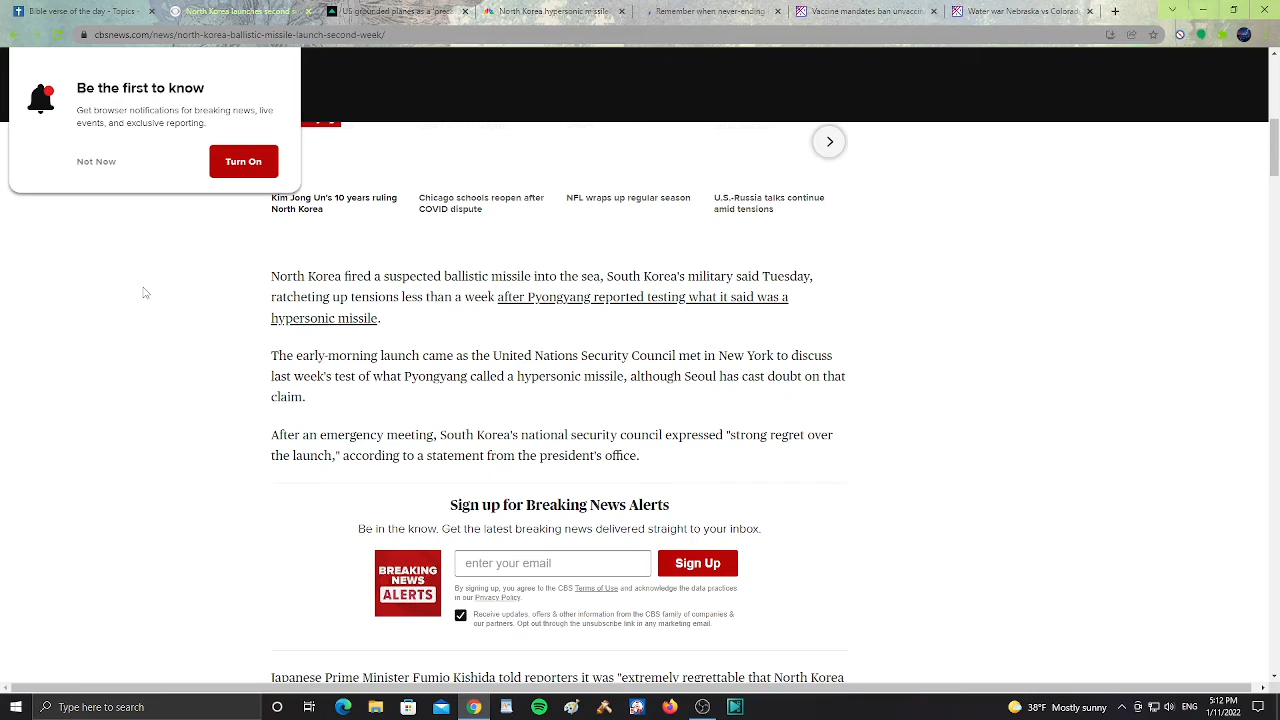 Bible verse of the day - Topics -
North Korea launches second s
US grounded planes as a "prec
North Korea hypersonic missile
Remember when never-ending
Vaccine mandates ban unvacci
Water war Nebraska vs Colorad
cbsnews.com/news/north-korea-ballistic-missile-launch-second-week/
Be the first to know
Get browser notifications for breaking news, live
events, and exclusive reporting.
Not Now
Turn On
Kim Jong Un's 10 years ruling
North Korea
Chicago schools reopen after
COVID dispute
NFL wraps up regular season
U.S.-Russia talks continue
amid tensions
North Korea fired a suspected ballistic missile into the sea, South Korea's military said Tuesday,
ratcheting up tensions less than a week after Pyongyang reported testing what it said was a
hypersonic missile.
The early-morning launch came as the United Nations Security Council met in New York to discuss
last week's test of what Pyongyang called a hypersonic missile, although Seoul has cast doubt on that
claim.
After an emergency meeting, South Korea's national security council expressed "strong regret over
the launch," according to a statement from the president's office.
Sign up for Breaking News Alerts
Be in the know. Get the latest breaking news delivered straight to your inbox.
BREAKING
NEWS
ALERTS
enter your email
Sign Up
By signing up, you agree to the CBS Terms of Use and acknowledge the data practices
in our Privacy Policy.
Receive updates, offers & other information from the CBS family of companies &
our partners. Opt out through the unsubscribe link in any marketing email.
Japanese Prime Minister Fumio Kishida told reporters it was "extremely regrettable that North Korea
Type here to search
38°F Mostly sunny
5:12 PM
1/11/2022